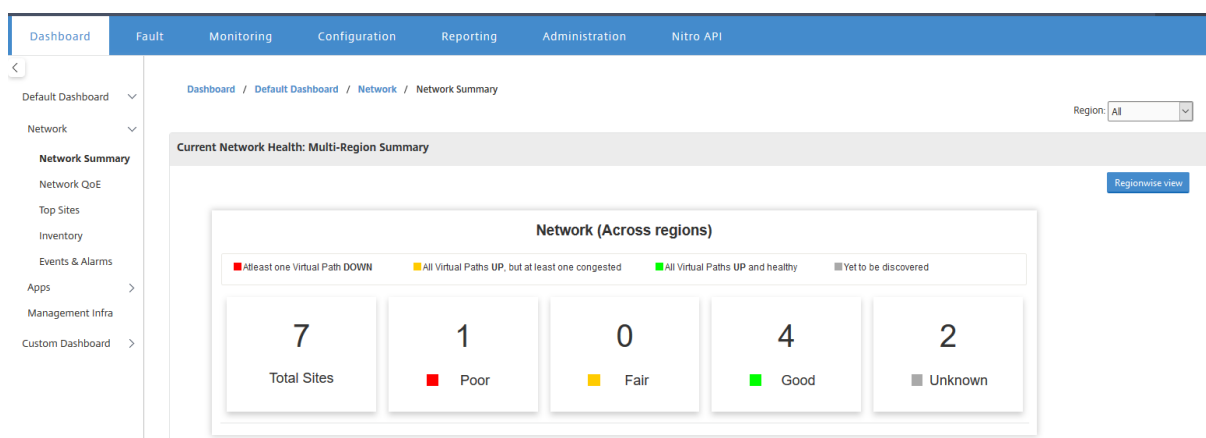 Dashboard Fault Monitoring Configuration Reporting Administration Nitro API
Default Dashboard
Network
Network Summary
Network QoE
Top Sites
Inventory
Events & Alarms
Apps
Management Infra
Custom Dashboard
Dashboard / Default Dashboard / Network / Network Summary
Region: All
Current Network Health: Multi-Region Summary
Regionwise view
Network (Across regions)
Atleast one Virtual Path DOWN All Virtual Paths UP, but at least one congested All Virtual Paths UP and healthy Yet to be discovered
7 1 0 4 2
Total Sites Poor Fair Good Unknown